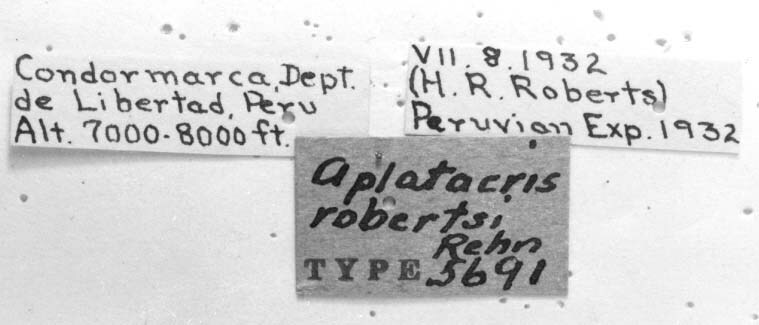 Condormarca, Dept.
de Libertad, Peru
Alt. 7000-8000 ft.
VII. 8. 1932
(H. R. Roberts)
Peruvian Exp. 1932
Aplatacris
robertsi
Rehn
TYPE 5691